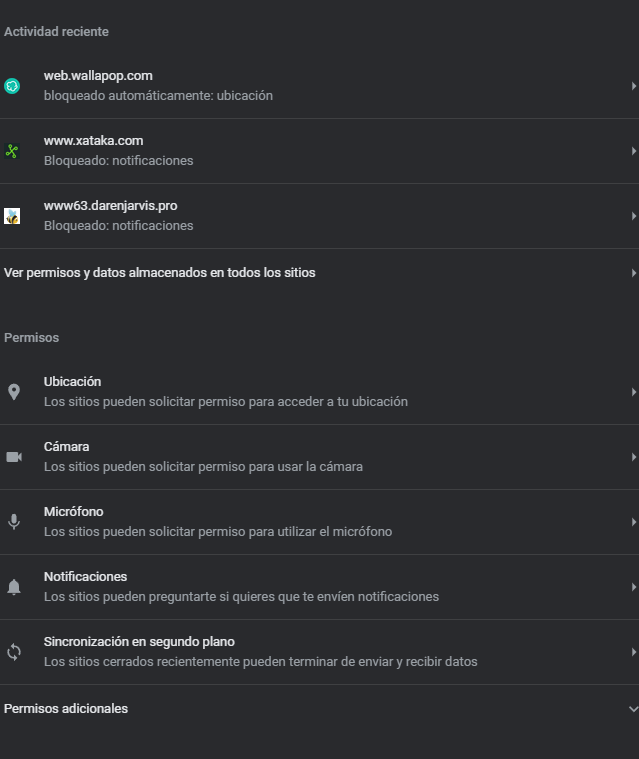 Actividad reciente
web.wallapop.com
bloqueado automáticamente: ubicación
www.xataka.com
Bloqueado: notificaciones
www63.darenjarvis.pro
Bloqueado: notificaciones
Ver permisos y datos almacenados en todos los sitios
Permisos
Ubicación
Los sitios pueden solicitar permiso para acceder a tu ubicación
Cámara
Los sitios pueden solicitar permiso para usar la cámara
Micrófono
Los sitios pueden solicitar permiso para utilizar el micrófono
Notificaciones
Los sitios pueden preguntarte si quieres que te envíen notificaciones
Sincronización en segundo plano
Los sitios cerrados recientemente pueden terminar de enviar y recibir datos
Permisos adicionales